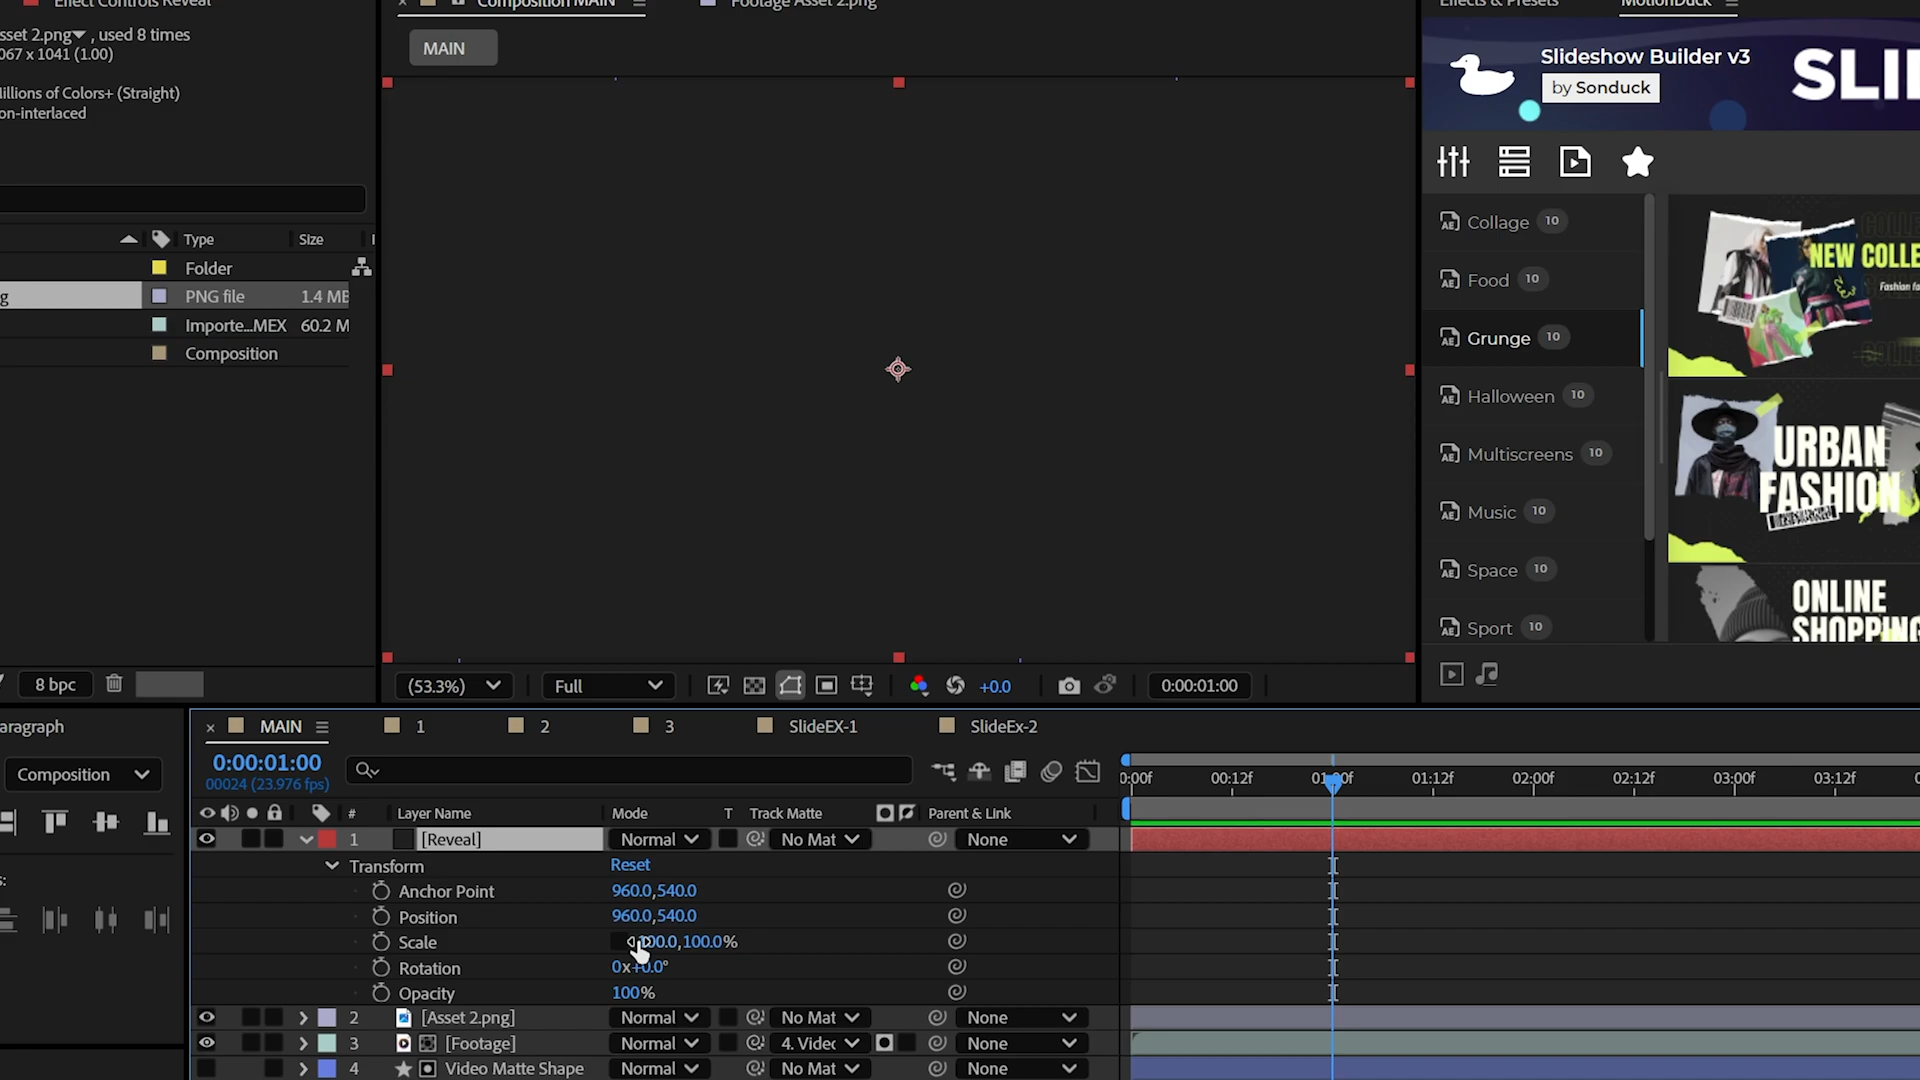 Effect Controls Reveal
Composition MAIN
Footage Asset 2.png
Effects & Presets
MotionDuck
sset 2.png , used 8 times
067 x 1041 (1.00)
illions of Colors+ (Straight)
on-interlaced
MAIN
Slideshow Builder v3
by Sonduck
SLI
Type
Size
Folder
g
PNG file
1.4 MB
Importe...MEX
60.2 M
Composition
Collage 10
Food 10
Grunge 10
Halloween 10
Multiscreens 10
Music 10
Space 10
Sport 10
NEW COLLE
Fashion fo
URBAN
FASHION
ONLINE
SHOPPING
8 bpc
(53.3%)
Full
+0.0
0:00:01:00
aragraph
MAIN
1
2
3
SlideEX-1
SlideEx-2
Composition
0:00:01:00
00024 (23.976 fps)
0:00f
00:12f
01:00f
01:12f
02:00f
02:12f
03:00f
03:12f
#
Layer Name
Mode
T
Track Matte
Parent & Link
1
[Reveal]
Normal
No Mat
None
Transform
Reset
Anchor Point
960.0,540.0
Position
960.0,540.0
s:
Scale
100.0,100.0%
Rotation
0x+0.0°
Opacity
100%
2
[Asset 2.png]
Normal
No Mat
None
3
[Footage]
Normal
4. Videc
None
4
Video Matte Shape
Normal
No Mat
None